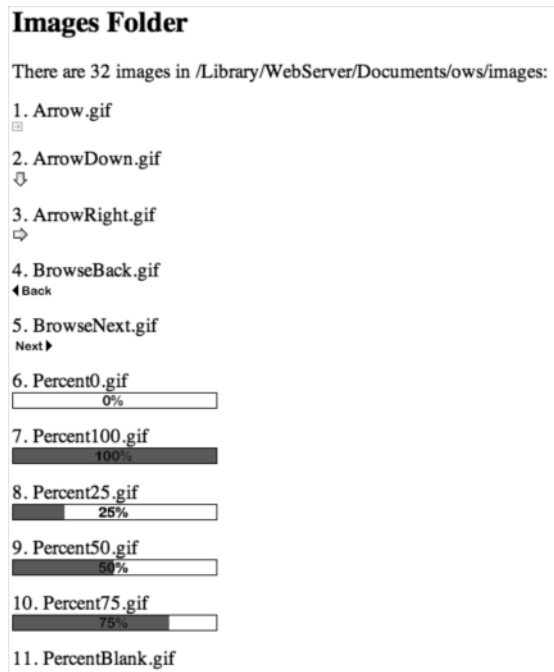 Images Folder
There are 32 images in /Library/WebServer/Documents/ows/images:
1. Arrow.gif
2. ArrowDown.gif
3. ArrowRight.gif
4. BrowseBack.gif
Back
5. BrowseNext.gif
Next
6. Percent0.gif
0%
7. Percent100.gif
100%
8. Percent25.gif
25%
9. Percent50.gif
50%
10. Percent75.gif
75%
11. PercentBlank.gif